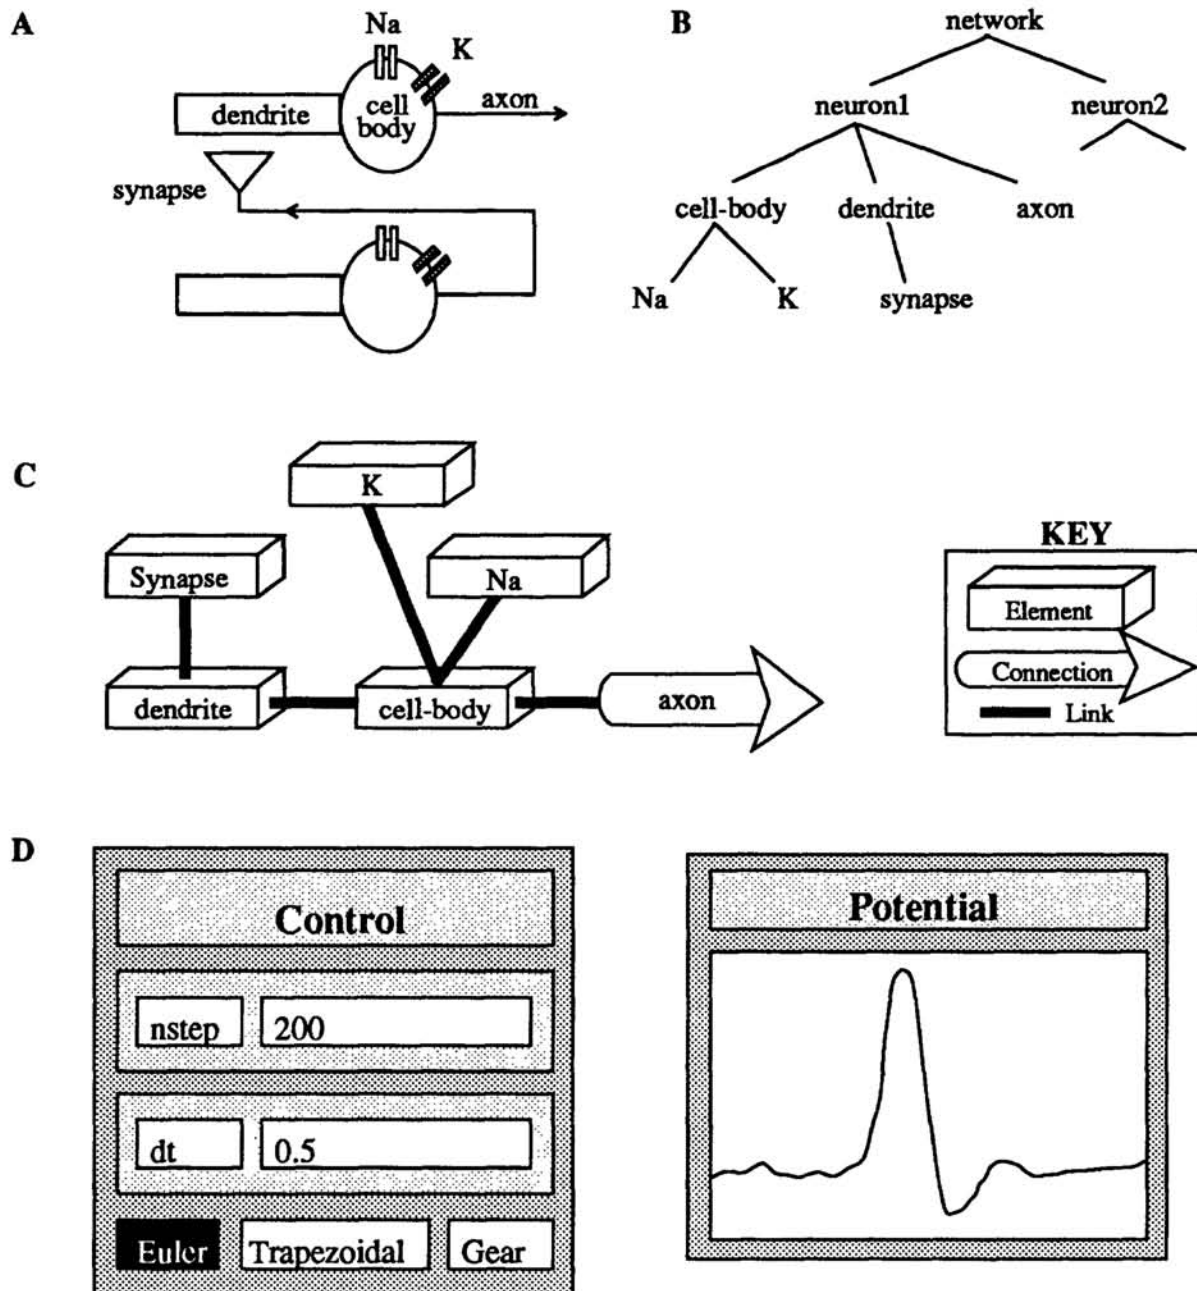 A
Na
K
dendrite
cell
body
axon
synapse
B
network
neuron1
neuron2
cell-body
dendrite
axon
Na
K
synapse
C
K
Synapse
Na
dendrite
cell-body
axon
KEY
Element
Connection
Link
D
Control
nstep
200
dt
0.5
Euler
Trapezoidal
Gear
Potential